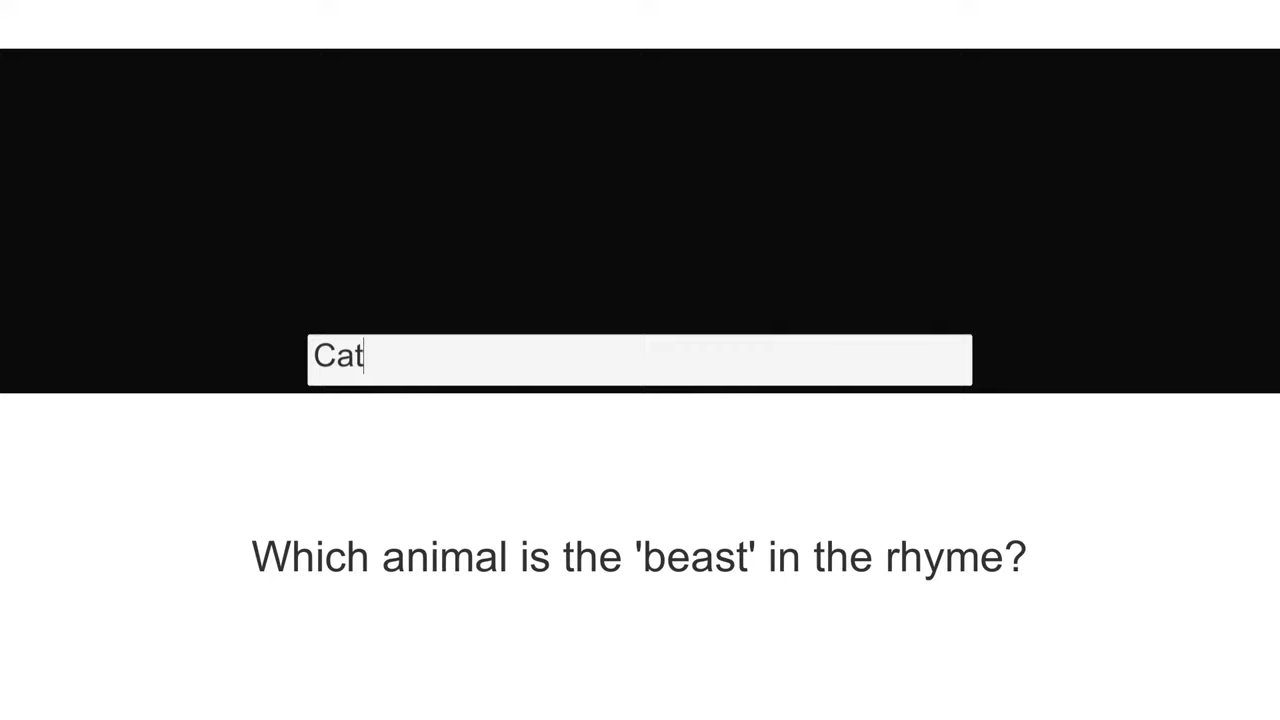 Cat
Which animal is the 'beast' in the rhyme?